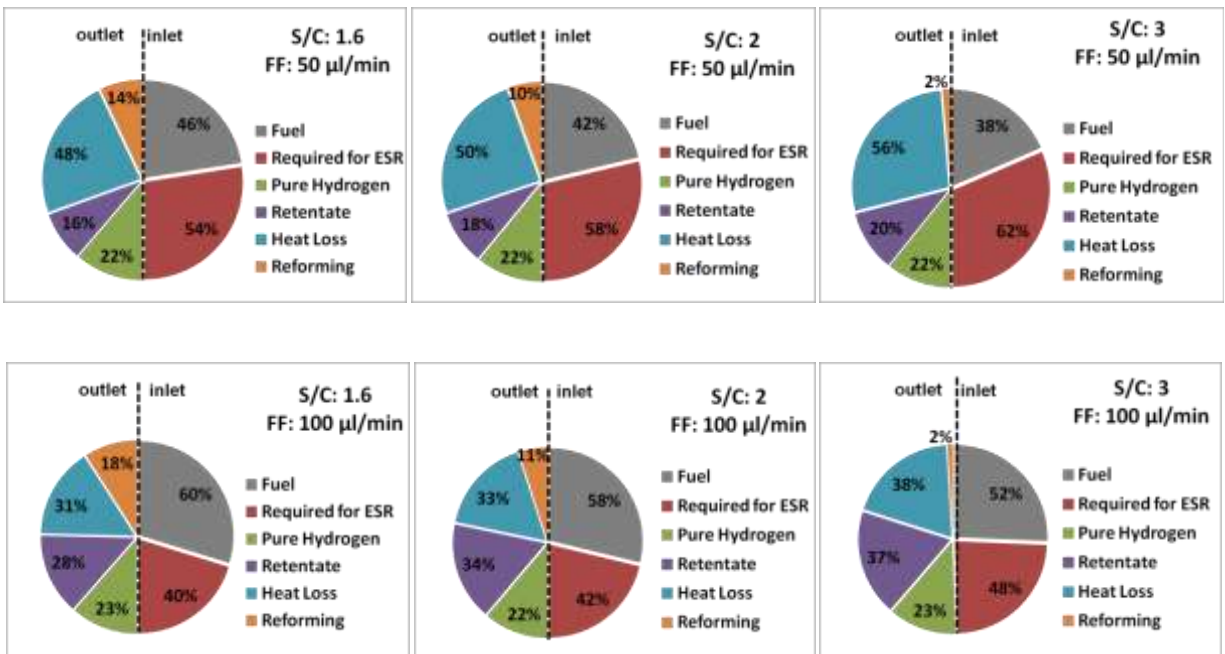 outlet inlet
S/C: 1.6
FF: 50 µl/min
14%
46%
48%
16%
54%
22%
Fuel
Required for ESR
Pure Hydrogen
Retentate
Heat Loss
Reforming
outlet inlet
S/C: 2
FF: 50 µl/min
10%
42%
50%
18%
58%
22%
Fuel
Required for ESR
Pure Hydrogen
Retentate
Heat Loss
Reforming
outlet inlet
S/C: 3
FF: 50 µl/min
2%
38%
56%
20%
62%
22%
Fuel
Required for ESR
Pure Hydrogen
Retentate
Heat Loss
Reforming
outlet inlet
S/C: 1.6
FF: 100 µl/min
18%
60%
31%
28%
40%
23%
Fuel
Required for ESR
Pure Hydrogen
Retentate
Heat Loss
Reforming
outlet inlet
S/C: 2
FF: 100 µl/min
11%
58%
33%
34%
42%
22%
Fuel
Required for ESR
Pure Hydrogen
Retentate
Heat Loss
Reforming
outlet inlet
S/C: 3
FF: 100 µl/min
2%
52%
38%
37%
48%
23%
Fuel
Required for ESR
Pure Hydrogen
Retentate
Heat Loss
Reforming